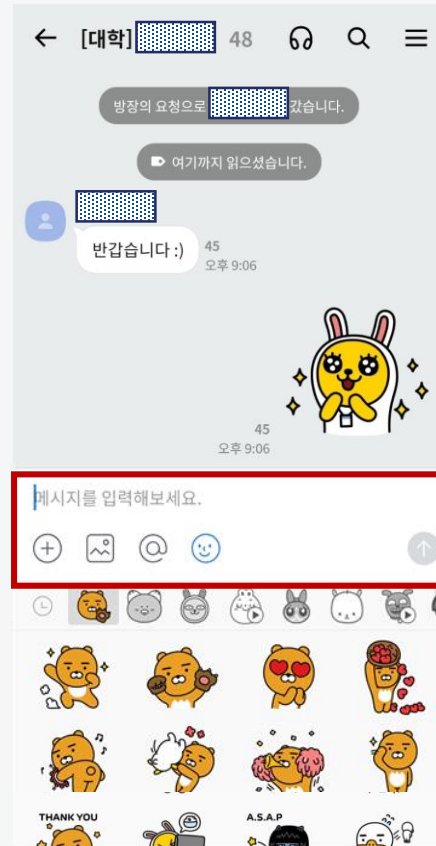 [대학] 48
방장의 요청으로 갔습니다.
여기까지 읽으셨습니다.
반갑습니다 :) 45
오후 9:06
45
오후 9:06
메시지를 입력해보세요.
THANK YOU
A.S.A.P